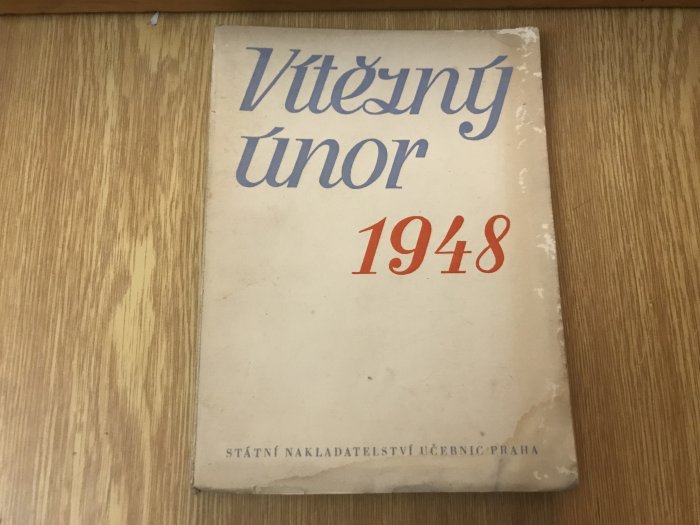 Vítězný
únor
1948
STÁTNÍ NAKLADATELSTVÍ UČEBNIC PRAHA